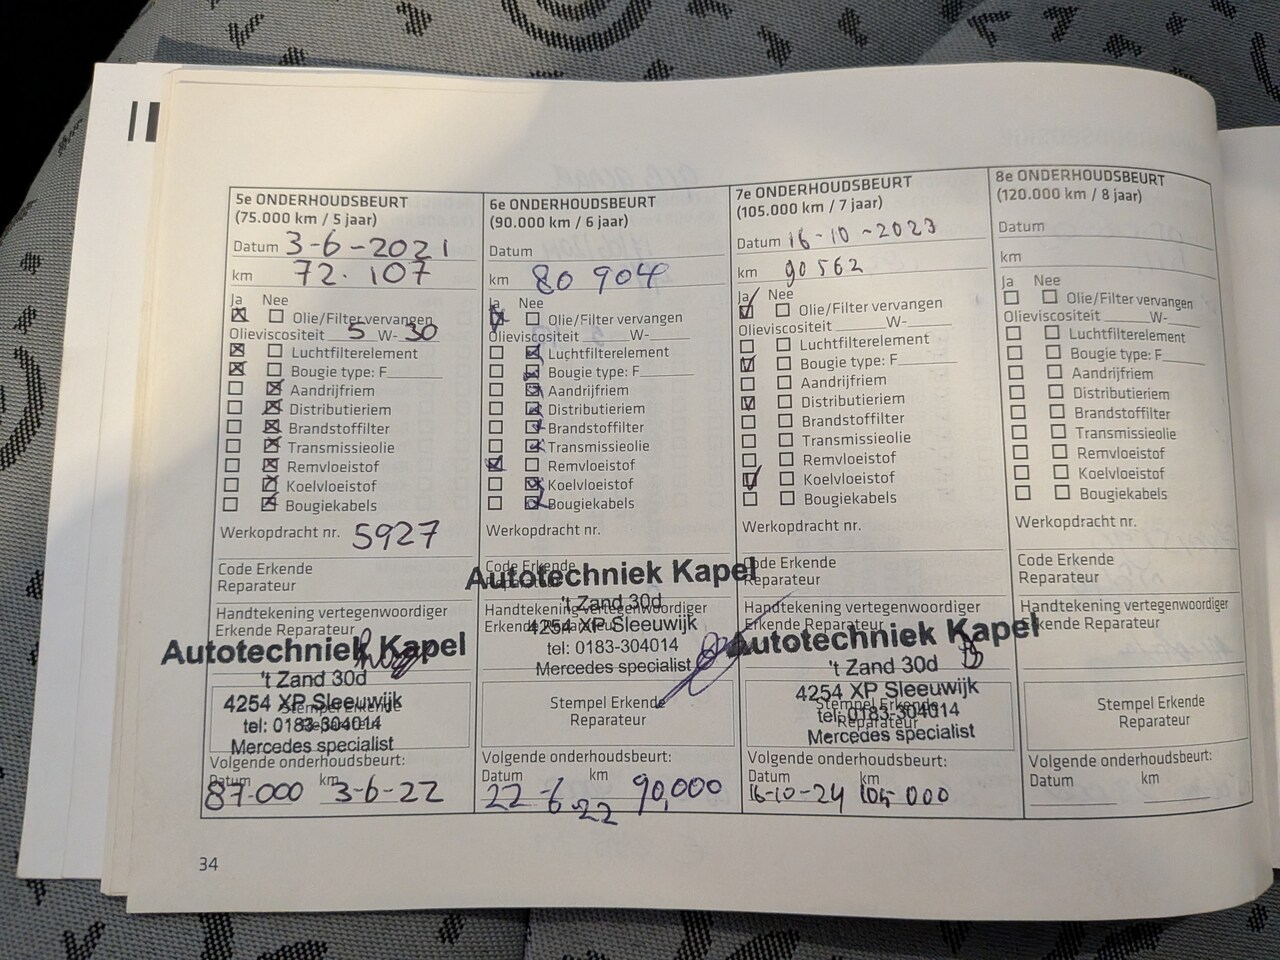 5e ONDERHOUDSBEURT
(75.000 km / 5 jaar)
Datum 3-6-2021
km 72.107
Ja Nee
Olie/Filter vervangen
Olieviscositeit 5 W- 30
Luchtfilterelement
Bougie type: F
Aandrijfriem
Distributieriem
Brandstoffilter
Transmissieolie
Remvloeistof
Koelvloeistof
Bougiekabels
Werkopdracht nr. 5927
Code Erkende
Reparateur
Handtekening vertegenwoordiger
Erkende Reparateur
Autotechniek Kapel
't Zand 30d
4254 XP Sleeuwijk
Stempel Erkende
tel: 0183-304014
Reparateur
Mercedes specialist
Volgende onderhoudsbeurt:
Datum km
87.000 3-6-22
6e ONDERHOUDSBEURT
(90.000 km / 6 jaar)
Datum
km 80 904
Ja Nee
Olie/Filter vervangen
Olieviscositeit W-
Luchtfilterelement
Bougie type: F
Aandrijfriem
Distributieriem
Brandstoffilter
Transmissieolie
Remvloeistof
Koelvloeistof
Bougiekabels
Werkopdracht nr.
Code Erkende
Autotechniek Kapel
Reparateur
't Zand 30d
Handtekening vertegenwoordiger
4254 XP Sleeuwijk
Erkende Reparateur
tel: 0183-304014
Mercedes specialist
Stempel Erkende
Reparateur
Volgende onderhoudsbeurt:
Datum km
22-6-22 90,000
7e ONDERHOUDSBEURT
(105.000 km / 7 jaar)
Datum 16-10-2023
km 90 562
Ja Nee
Olie/Filter vervangen
Olieviscositeit W-
Luchtfilterelement
Bougie type: F
Aandrijfriem
Distributieriem
Brandstoffilter
Transmissieolie
Remvloeistof
Koelvloeistof
Bougiekabels
Werkopdracht nr.
Code Erkende
Reparateur
Handtekening vertegenwoordiger
Erkende Reparateur
Autotechniek Kapel
't Zand 30d
4254 XP Sleeuwijk
Stempel Erkende
tel: 0183-304014
Reparateur
Mercedes specialist
Volgende onderhoudsbeurt:
Datum km
16-10-24 105 000
8e ONDERHOUDSBEURT
(120.000 km / 8 jaar)
Datum
km
Ja Nee
Olie/Filter vervangen
Olieviscositeit W-
Luchtfilterelement
Bougie type: F
Aandrijfriem
Distributieriem
Brandstoffilter
Transmissieolie
Remvloeistof
Koelvloeistof
Bougiekabels
Werkopdracht nr.
Code Erkende
Reparateur
Handtekening vertegenwoordiger
Erkende Reparateur
Stempel Erkende
Reparateur
Volgende onderhoudsbeurt:
Datum km
34